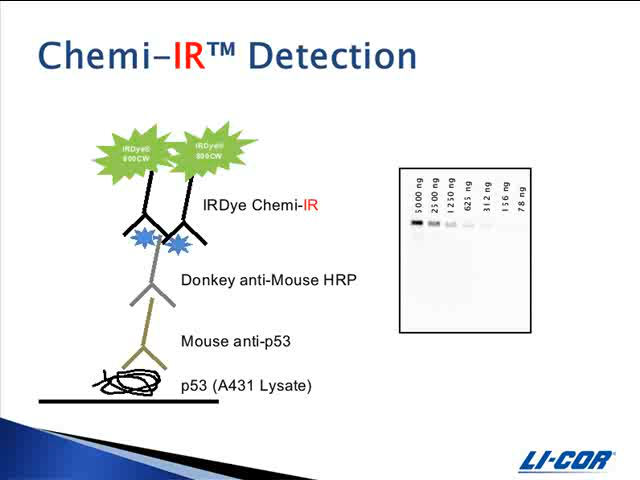 Chemi-IR™ Detection
IRDye®
800CW
IRDye®
800CW
IRDye Chemi-IR
Donkey anti-Mouse HRP
Mouse anti-p53
p53 (A431 Lysate)
5000 ng
2500 ng
1250 ng
625 ng
312 ng
156 ng
78 ng
LI-COR